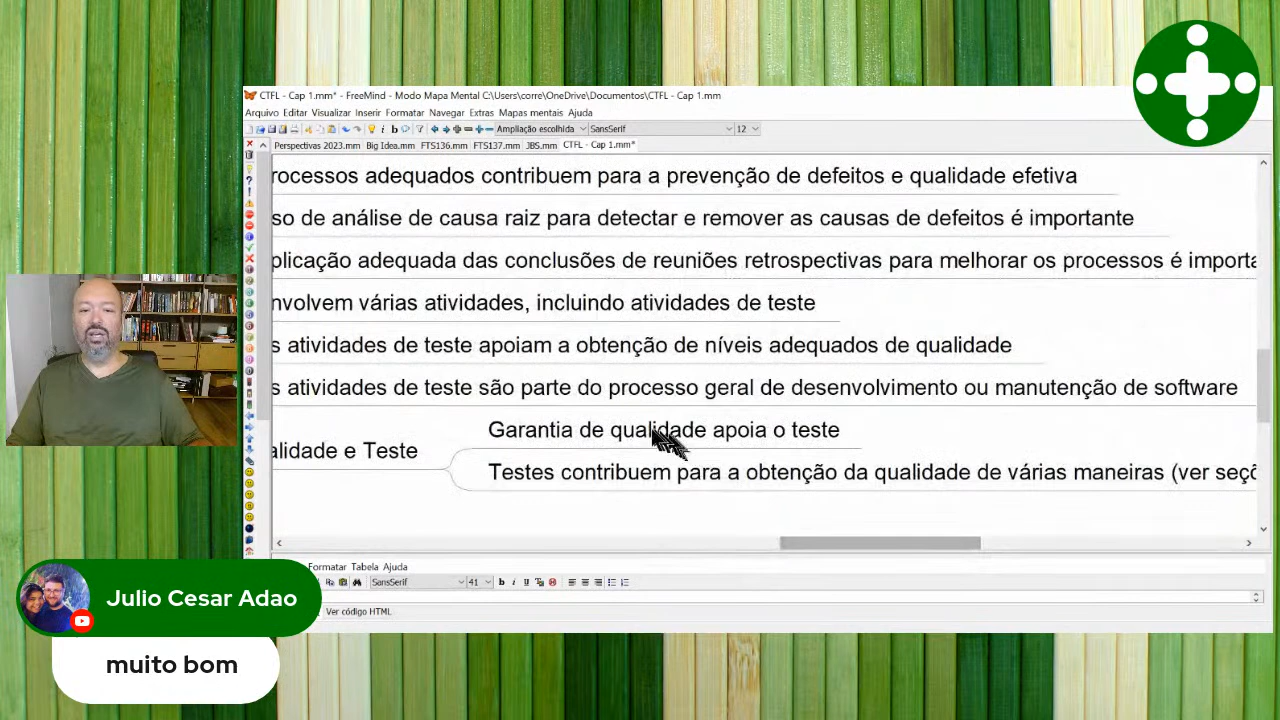 CTFL - Cap 1.mm* - FreeMind - Modo Mapa Mental C:\Users\corre\OneDrive\Documentos\CTFL - Cap 1.mm
Arquivo Editar Visualizar Inserir Formatar Navegar Extras Mapas mentais Ajuda
Ampliação escolhida SansSerif 12
Perspectivas 2023.mm Big Idea.mm FTS136.mm FTS137.mm JBS.mm CTFL - Cap 1.mm*
rocessos adequados contribuem para a prevenção de defeitos e qualidade efetiva
so de análise de causa raiz para detectar e remover as causas de defeitos é importante
plicação adequada das conclusões de reuniões retrospectivas para melhorar os processos é importa
nvolvem várias atividades, incluindo atividades de teste
s atividades de teste apoiam a obtenção de níveis adequados de qualidade
s atividades de teste são parte do processo geral de desenvolvimento ou manutenção de software
Garantia de qualidade apoia o teste
alidade e Teste
Testes contribuem para a obtenção da qualidade de várias maneiras (ver seçõ
Formatar Tabela Ajuda
SansSerif 41
Ver código HTML
Julio Cesar Adao
muito bom